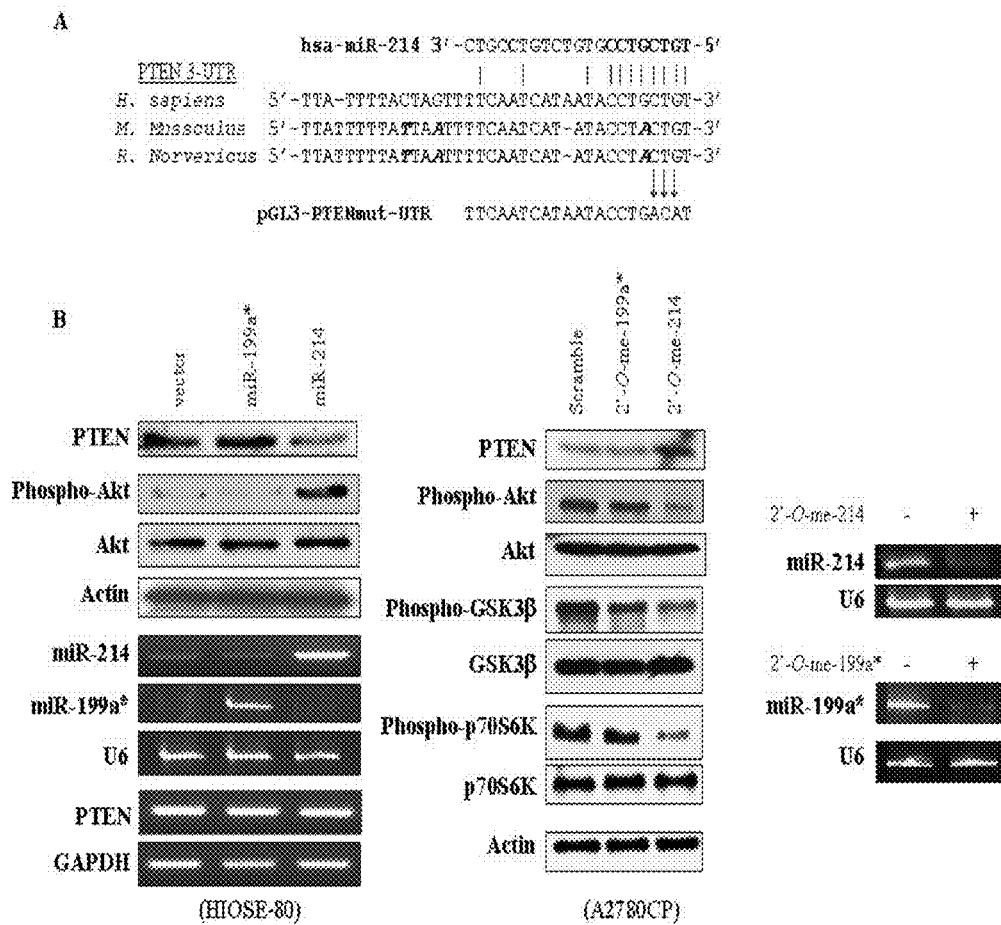 A
hsa-miR-214 3'-CTGCCTGTCTGTGCCTGCTGT-5'
PTEN 3-UTR
H. sapiens 5'-TTA-TTTTACTAGTTTTCAATCATAATACCTGCTGT-3'
M. Mussculus 5'-TTATTTTTATTAATTTTCAATCAT-ATACCTACTGT-3'
R. Norvericus 5'-TTATTTTTATTAATTTTCAATCAT-ATACCTACTGT-3'
pGL3-PTENmut-UTR TTCAATCATAATACCTGACAT
B
vector
miR-199a*
miR-214
PTEN
Phospho-Akt
Akt
Actin
miR-214
miR-199a*
U6
PTEN
GAPDH
(HIOSE-80)
Scramble
2'-O-me-199a*
2'-O-me-214
PTEN
Phospho-Akt
Akt
Phospho-GSK3β
GSK3β
Phospho-p70S6K
p70S6K
Actin
(A2780CP)
2'-O-me-214 - +
miR-214
U6
2'-O-me-199a* - +
miR-199a*
U6